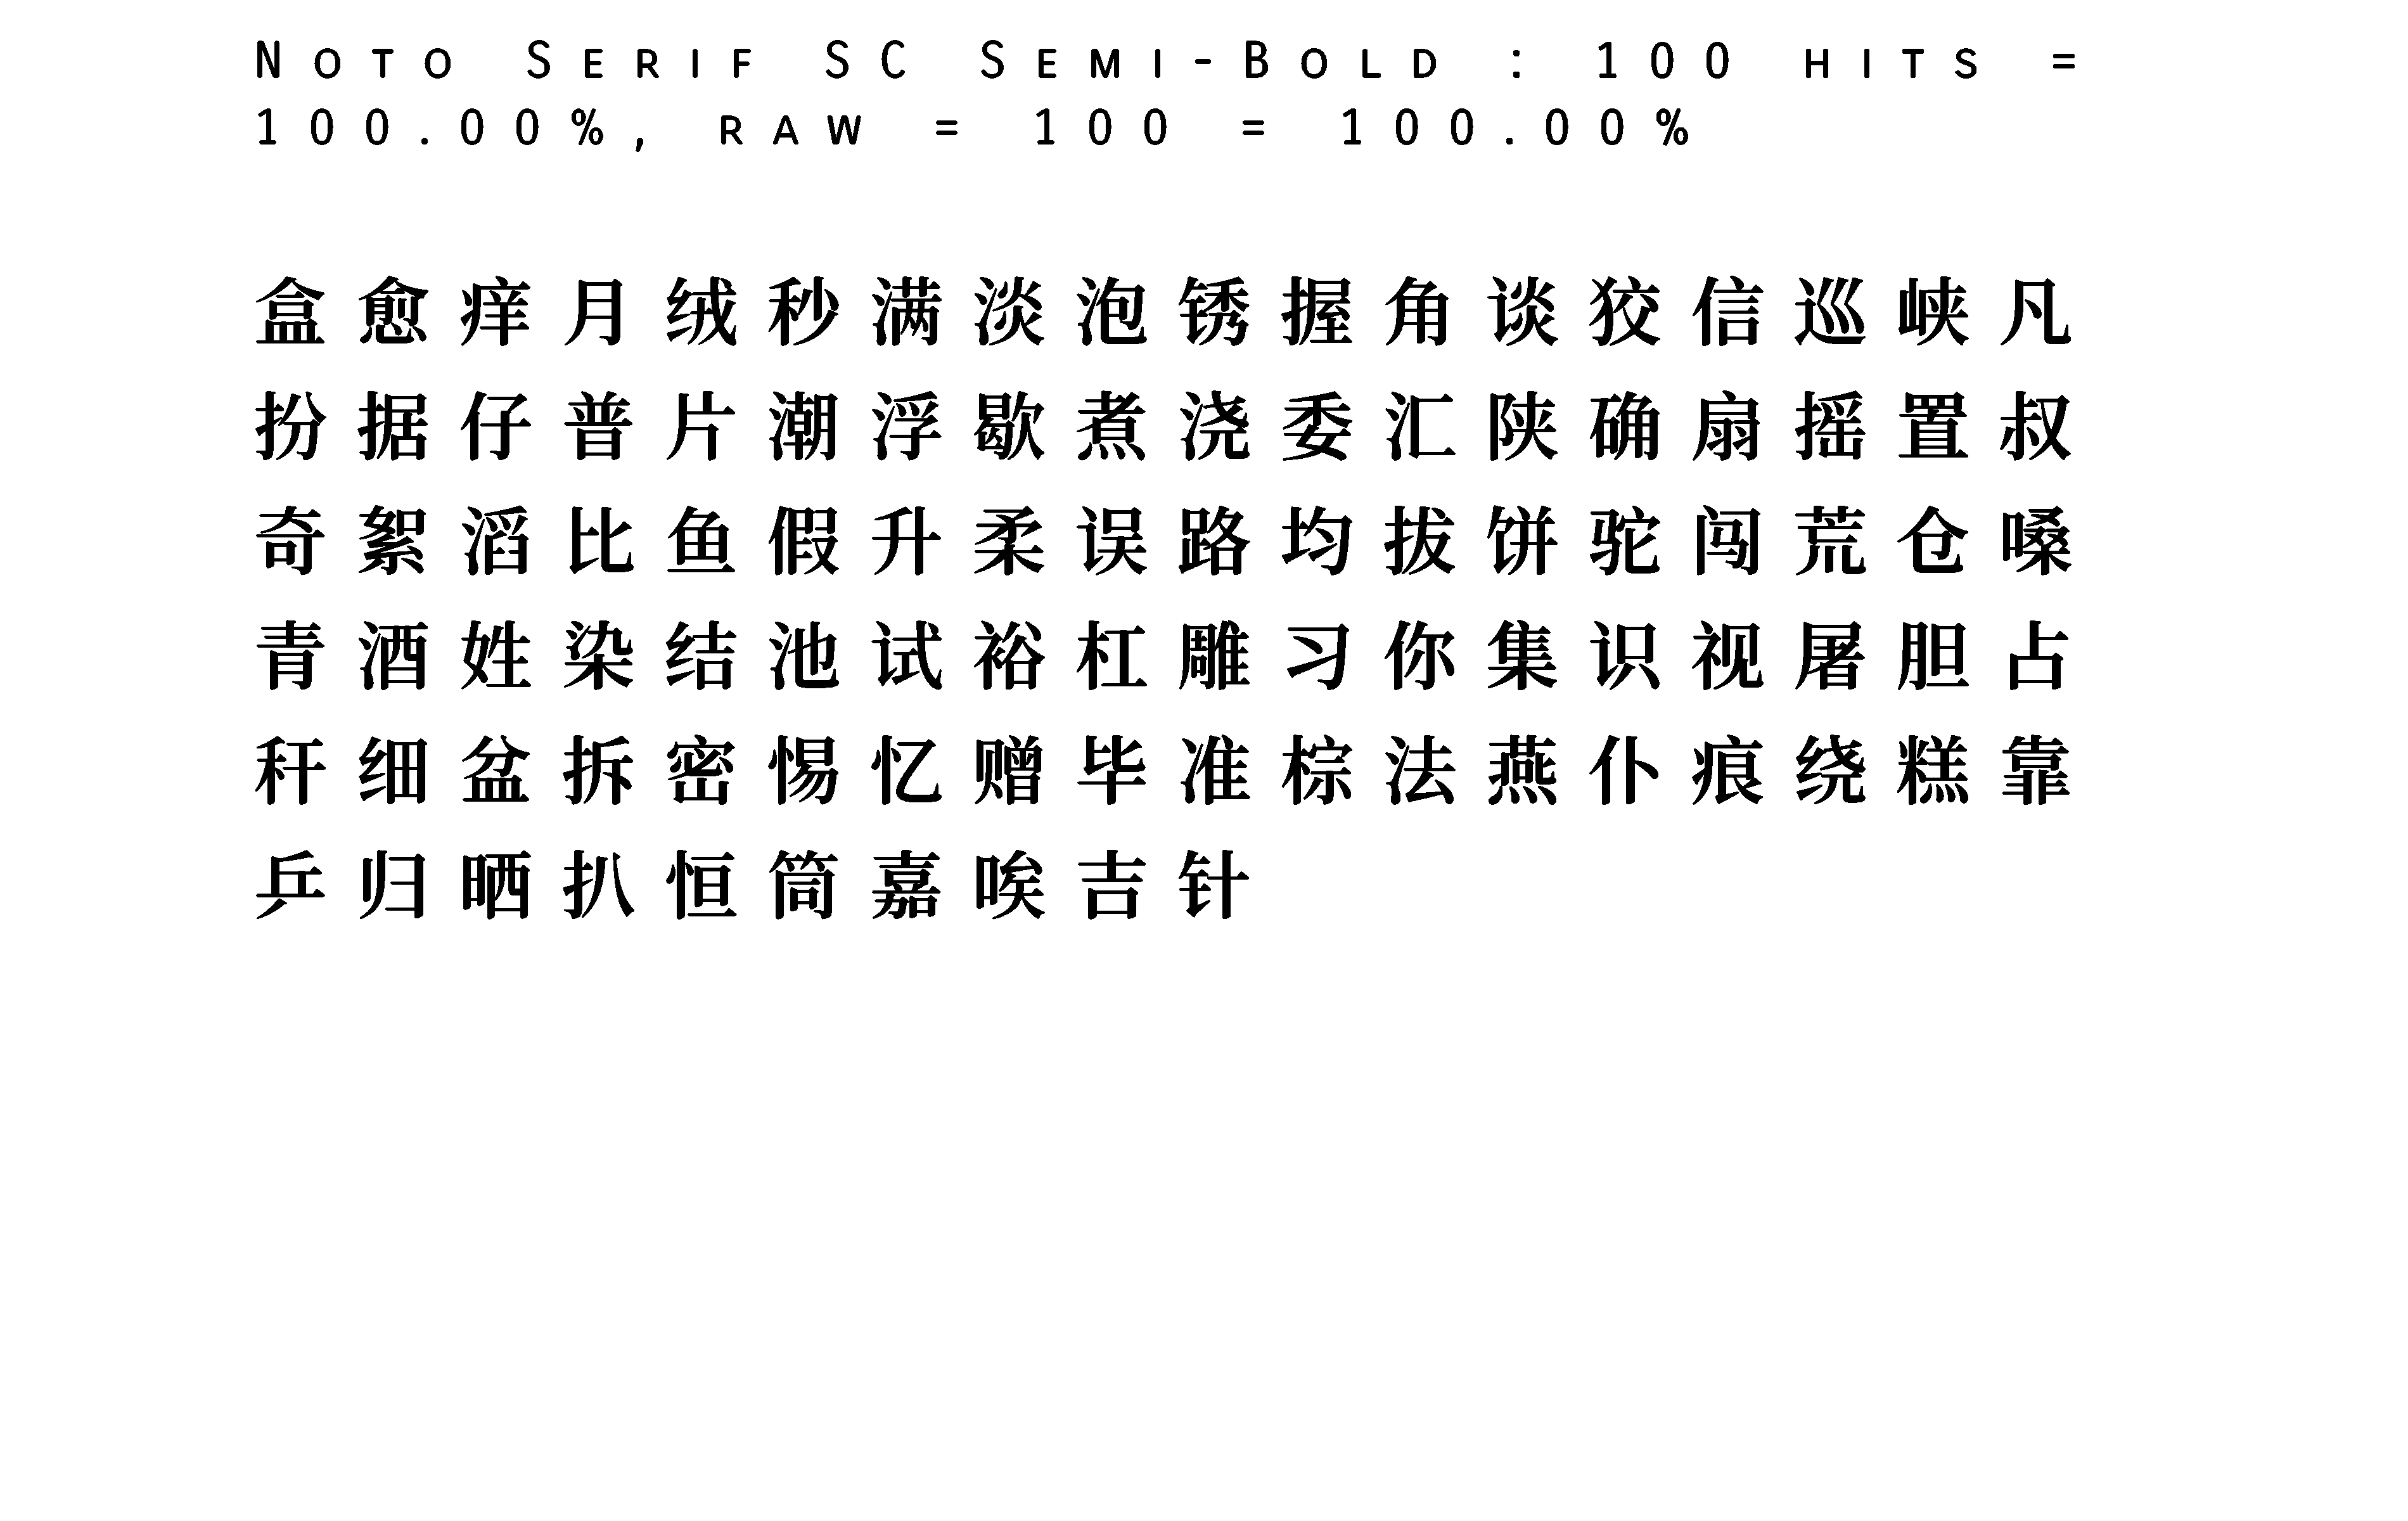 Noto Serif SC Semi-Bold : 100 hits =
100.00%, raw = 100 = 100.00%
盒愈痒月绒秒满淡泡锈握角谈狡信巡峡凡
扮据仔普片潮浮歇煮浇委汇陕确扇摇置叔
奇絮滔比鱼假升柔误路均拔饼驼闯荒仓嗓
青酒姓染结池试裕杠雕习你集识视屠胆占
秆细盆拆密惕忆赠毕准棕法燕仆痕绕糕靠
乒归晒扒恒筒嘉唉吉针